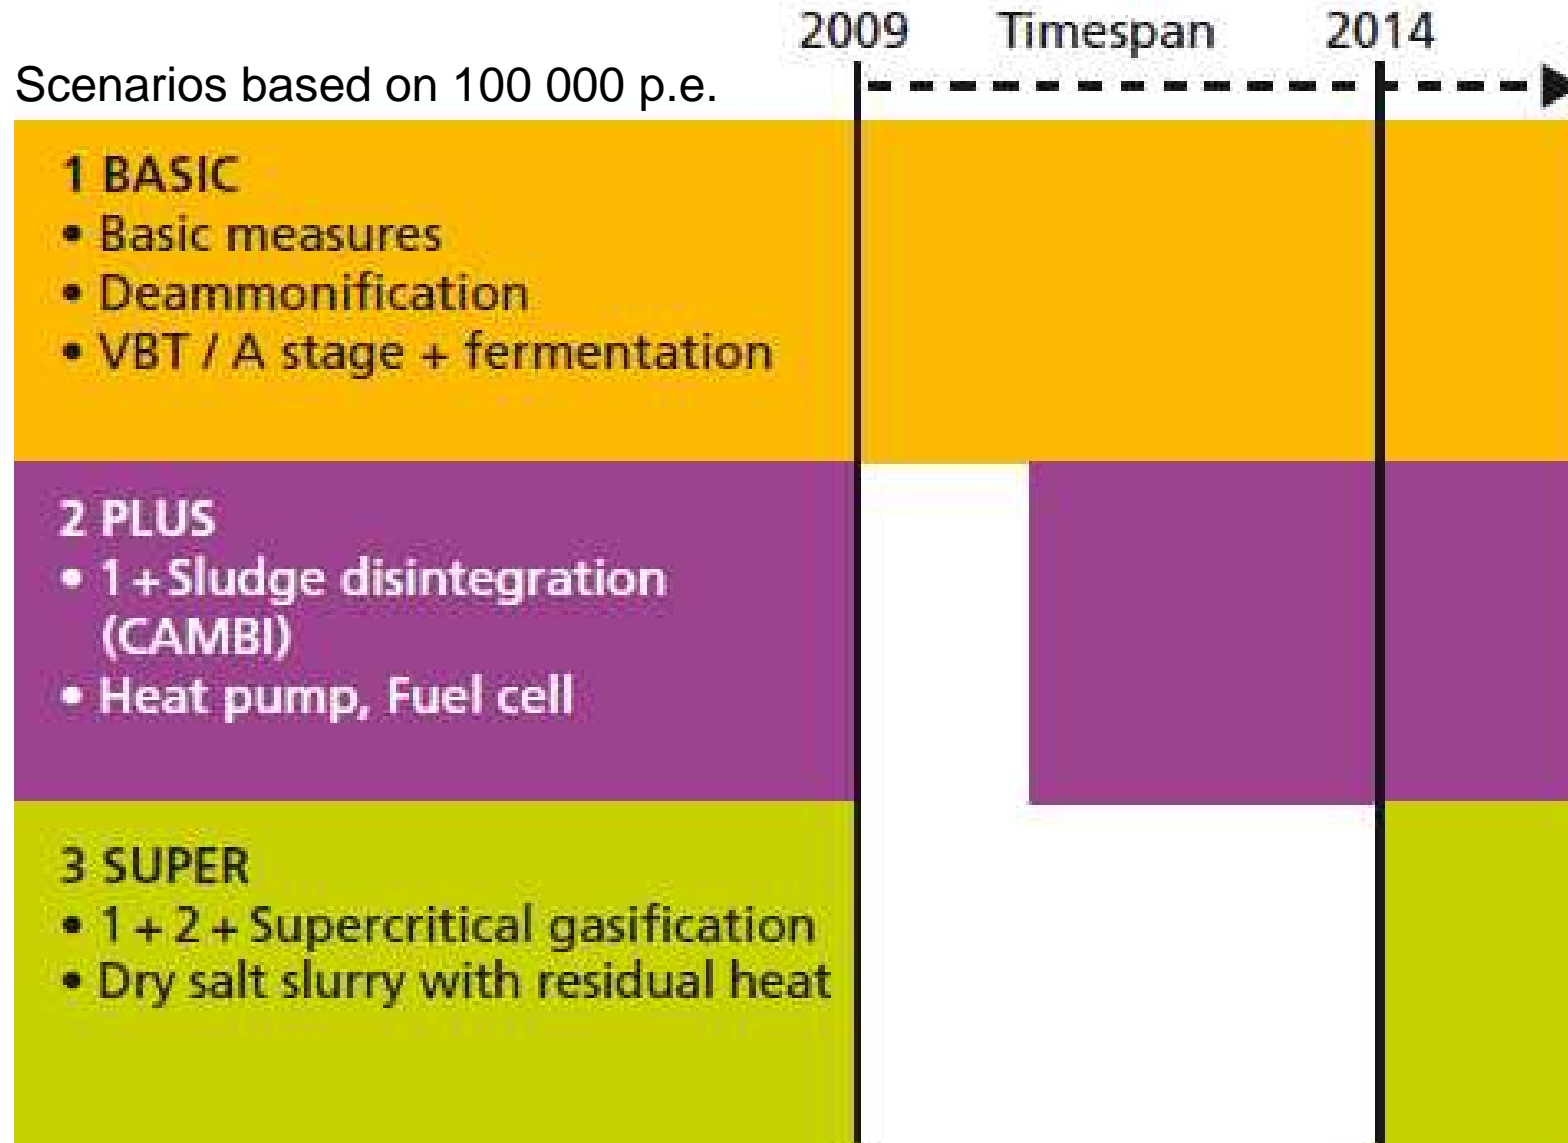 2009 Timespan 2014
Scenarios based on 100 000 p.e.
1 BASIC
• Basic measures
• Deammonification
• VBT / A stage + fermentation
2 PLUS
• 1+Sludge disintegration
(CAMBI)
• Heat pump, Fuel cell
3 SUPER
• 1 + 2 + Supercritical gasification
• Dry salt slurry with residual heat